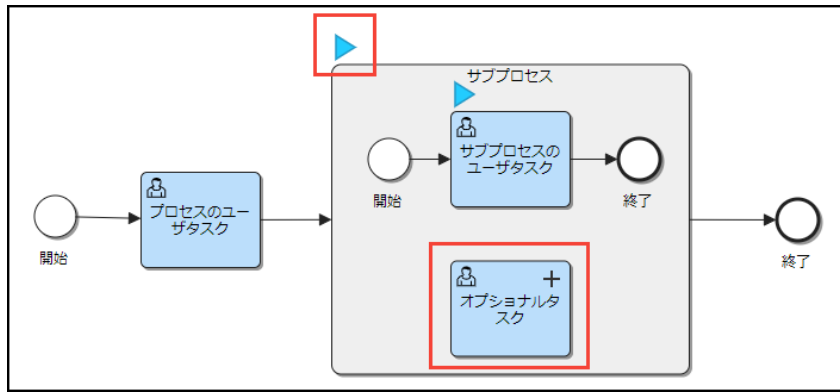 サブプロセス
サブプロセスの
ユーザタスク
開始
終了
プロセスのユー
ザタスク
開始
終了
オプショナルタ
スク